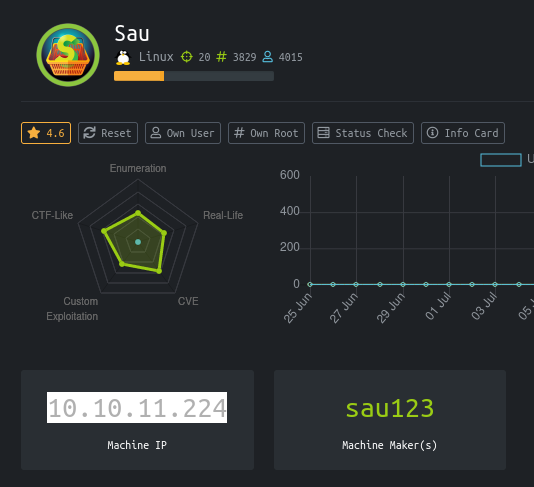 Sau
Linux 20 # 3829 4015
4.6 Reset Own User # Own Root Status Check Info Card
Enumeration
CTF-Like
Real-Life
Custom
Exploitation
CVE
U
600
400
200
0
25 Jun 27 Jun 29 Jun 01 Jul 03 Jul 05
10.10.11.224
Machine IP
sau123
Machine Maker(s)